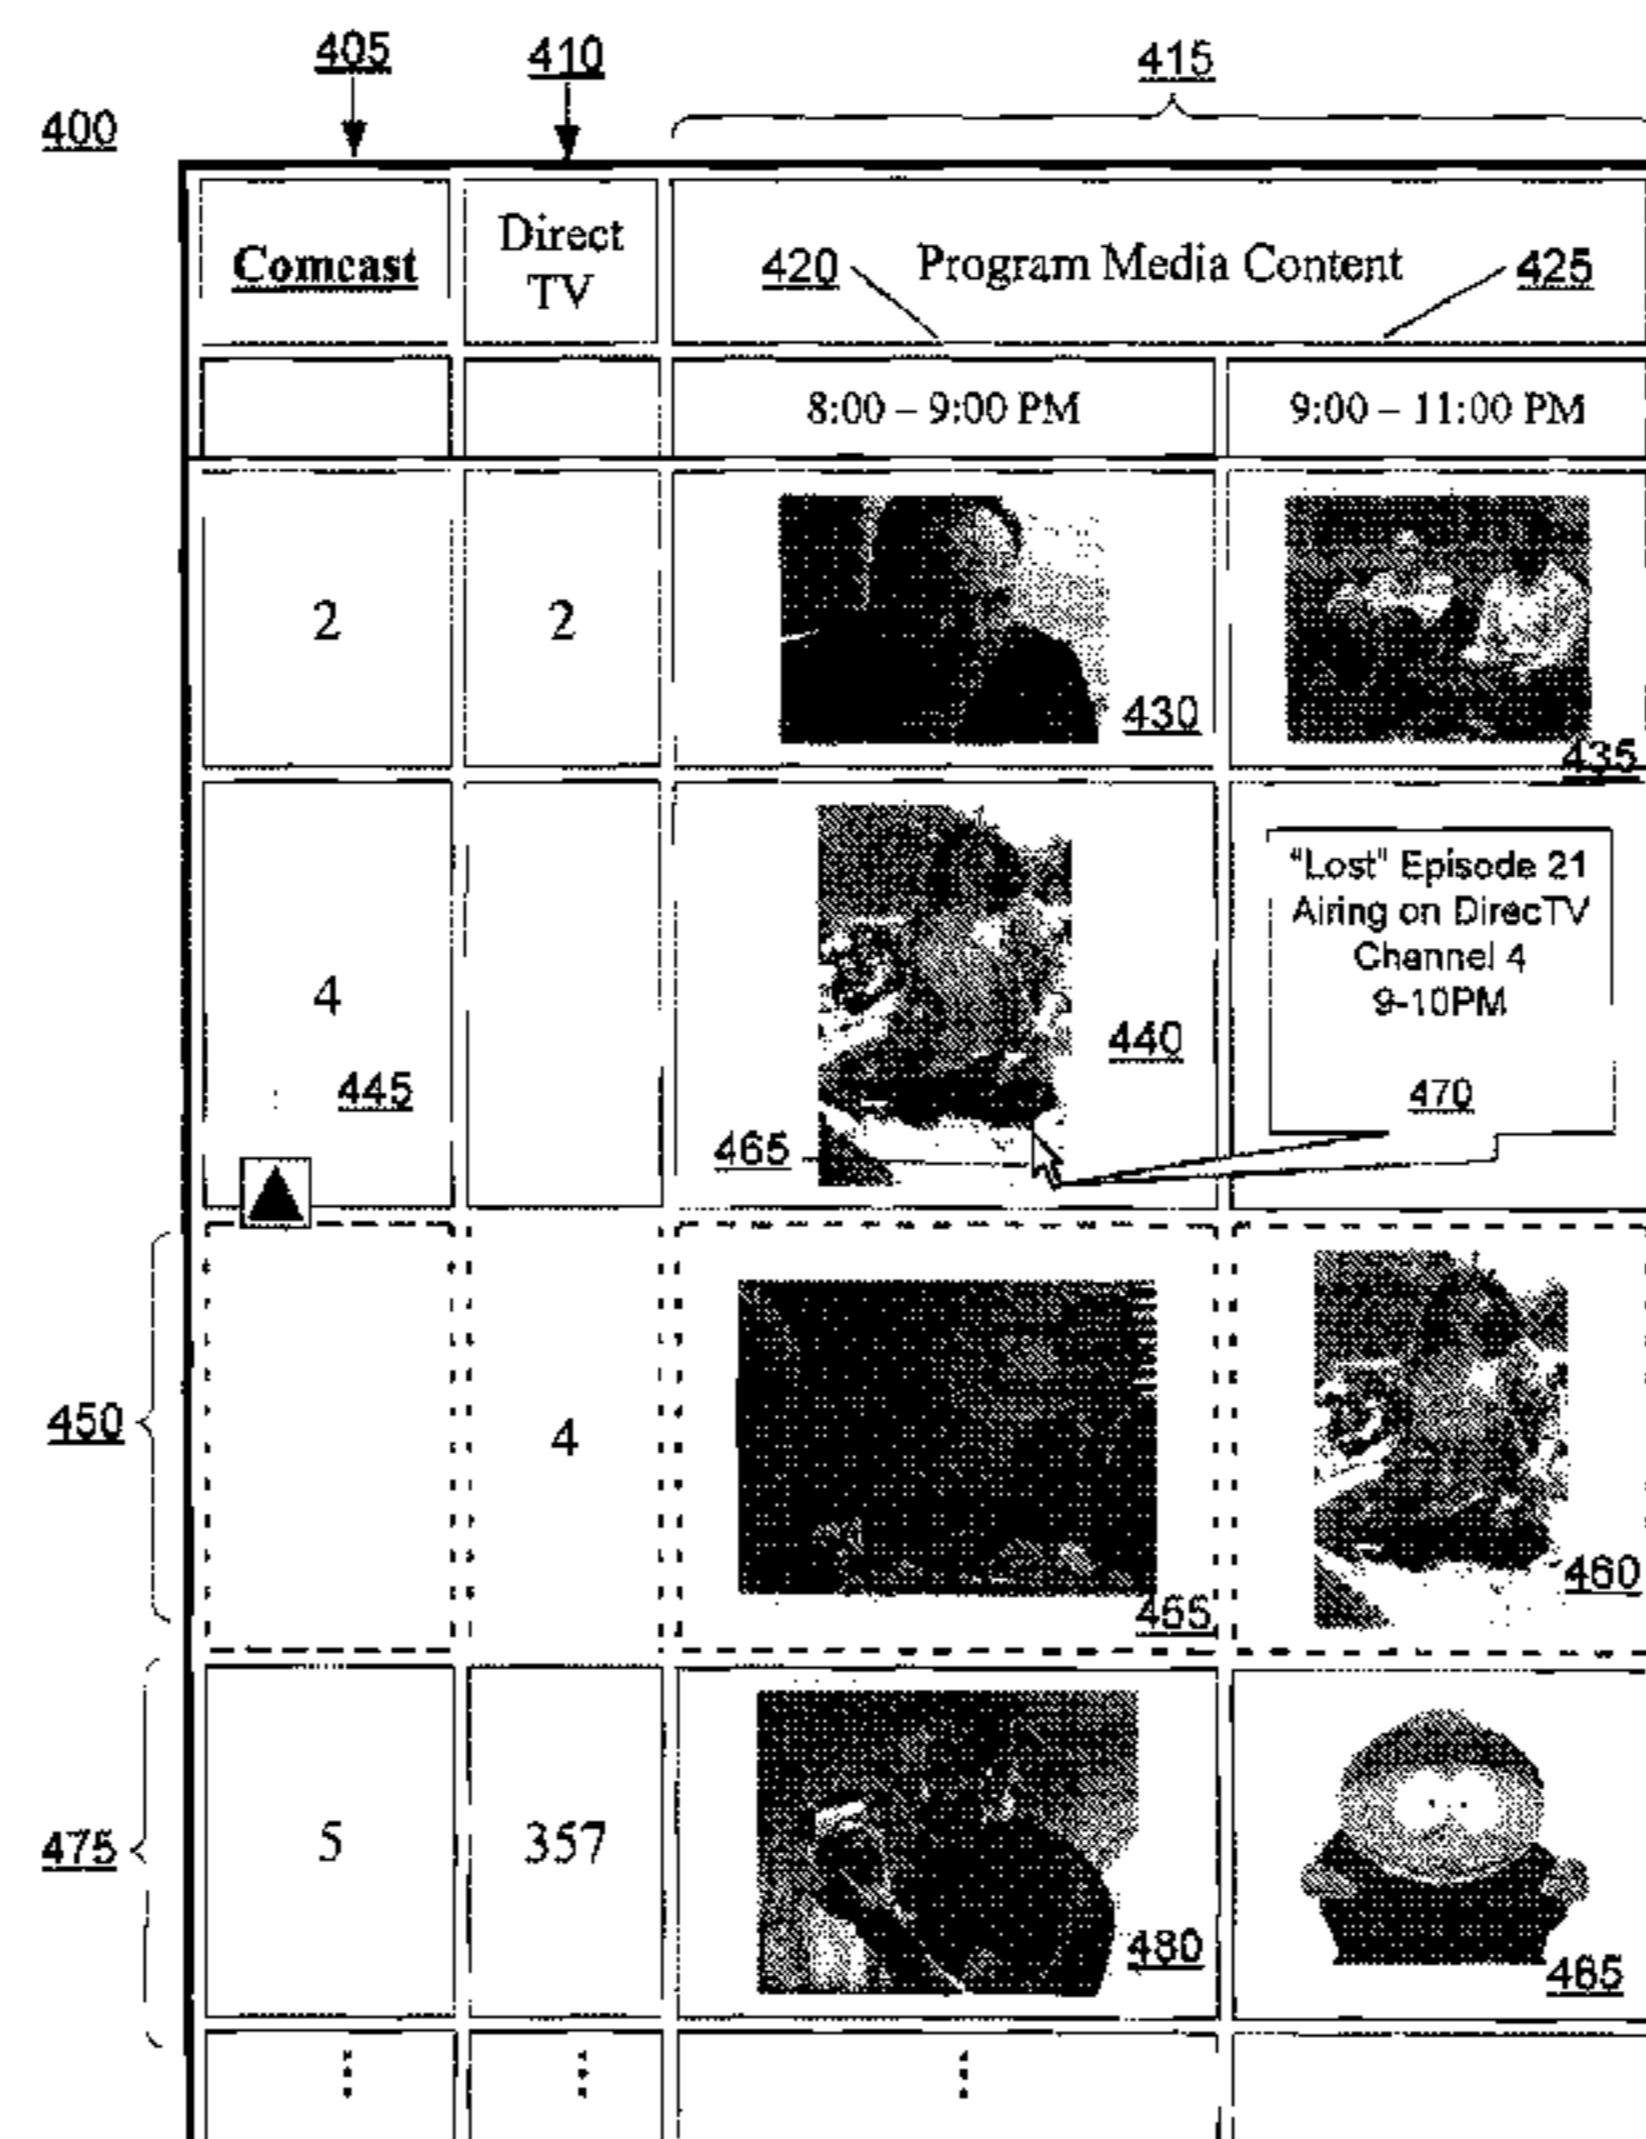 405
410
415
400
Comcast
Direct
TV
420
Program Media Content
425
8:00 – 9:00 PM
9:00 – 11:00 PM
2
2
430
435
"Lost" Episode 21
Airing on DirecTV
Channel 4
9-10PM
4
440
445
470
465
450
4
460
465
475
5
357
480
465